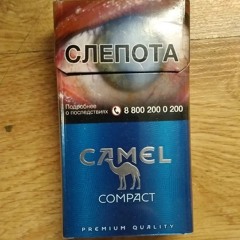 СЛЕПОТА
Подробнее
о последствиях
8 800 200 0 200
CAMEL
COMPACT
PREMIUM QUALITY